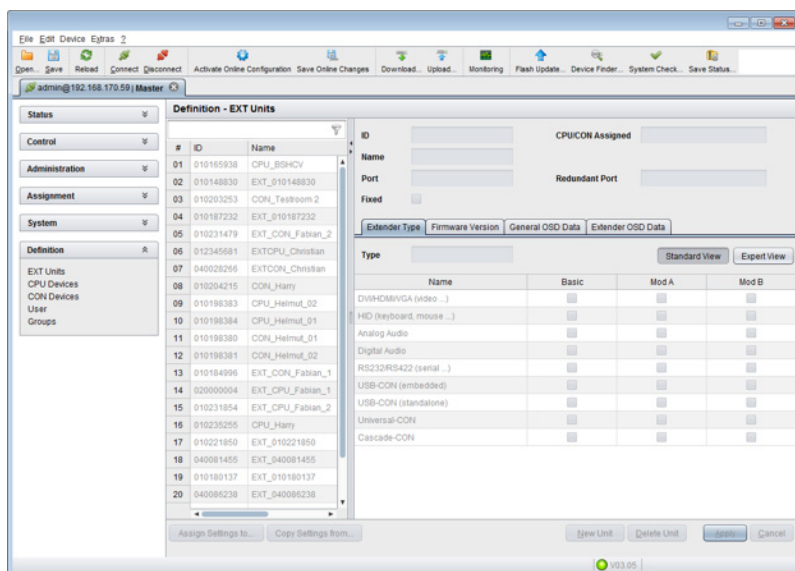 File Edit Device Extras ?
Open... Save Reload Connect Disconnect Activate Online Configuration Save Online Changes Download... Upload... Monitoring Flash Update... Device Finder... System Check... Save Status...
admin@192.168.170.59 | Master
Status
Control
Administration
Assignment
System
Definition
EXT Units
CPU Devices
CON Devices
User
Groups
Definition - EXT Units
# ID Name
01 010165938 CPU_BSHCV
02 010148830 EXT_010148830
03 010203253 CON_Testroom 2
04 010187232 EXT_010187232
05 010231479 EXT_CON_Fabian_2
06 012345681 EXTCPU_Christian
07 040028266 EXTCON_Christian
08 010204215 CON_Harry
09 010198383 CPU_Helmut_02
10 010198384 CPU_Helmut_01
11 010198380 CON_Helmut_01
12 010198381 CON_Helmut_02
13 010184996 EXT_CON_Fabian_1
14 020000004 EXT_CPU_Fabian_1
15 010231854 EXT_CPU_Fabian_2
16 010235255 CPU_Harry
17 010221850 EXT_010221850
18 040081455 EXT_040081455
19 010180137 EXT_010180137
20 040086238 EXT_040086238
Assign Settings to... Copy Settings from...
ID CPU/CON Assigned
Name
Port Redundant Port
Fixed
Extender Type Firmware Version General OSD Data Extender OSD Data
Type Standard View Expert View
Name Basic Mod A Mod B
DVI/HDMI/VGA (video ...)
HID (keyboard, mouse ...)
Analog Audio
Digital Audio
RS232/RS422 (serial ...)
USB-CON (embedded)
USB-CON (standalone)
Universal-CON
Cascade-CON
New Unit Delete Unit Apply Cancel
V03.05